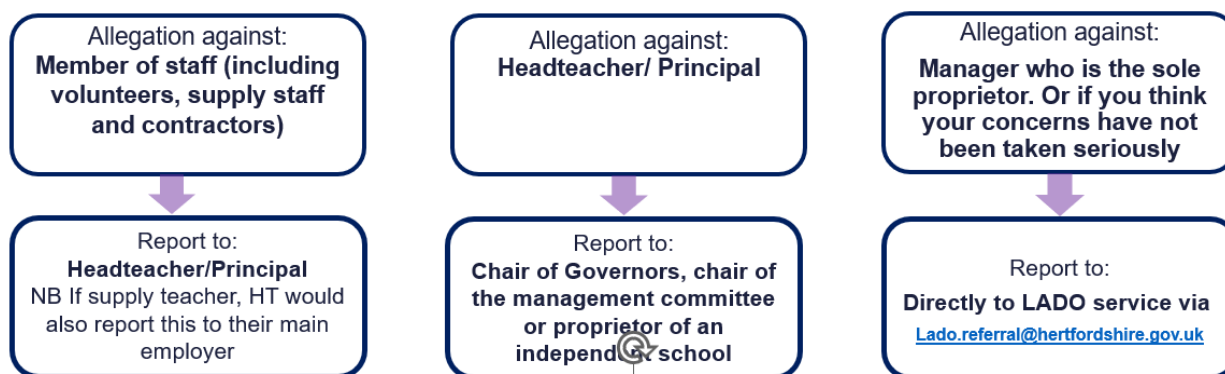 Allegation against:
Member of staff (including
volunteers, supply staff
and contractors)
Report to:
Headteacher/Principal
NB If supply teacher, HT would
also report this to their main
employer
Allegation against:
Headteacher/ Principal
Report to:
Chair of Governors, chair of
the management committee
or proprietor of an
independent school
Allegation against:
Manager who is the sole
proprietor. Or if you think
your concerns have not
been taken seriously
Report to:
Directly to LADO service via
Lado.referral@hertfordshire.gov.uk